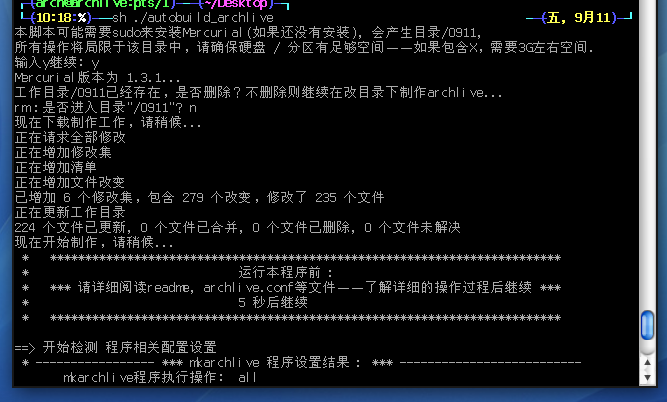 arch@archenae:pts/1)──(~/Desktop)
(10:18:%)──sh ./autobuild_archlive ──(五, 9月11)
本脚本可能需要sudo来安装Mercurial(如果还没有安装), 会产生目录/0911,
所有操作将局限于该目录中, 请确保硬盘 / 分区有足够空间——如果包含X, 需要3G左右空间.
输入y继续: y
Mercurial版本为 1.3.1...
工作目录/0911已经存在, 是否删除? 不删除则继续在改目录下制作archlive...
rm: 是否进入目录"/0911"? n
现在下载制作工作, 请稍候...
正在请求全部修改
正在增加修改集
正在增加清单
正在增加文件改变
已增加 6 个修改集, 包含 279 个改变, 修改了 235 个文件
正在更新工作目录
224 个文件已更新, 0 个文件已合并, 0 个文件已删除, 0 个文件未解决
现在开始制作, 请稍候...
* ******************************************************************
* 运行本程序前 :
* *** 请详细阅读readme, archlive.conf等文件——了解详细的操作过程后继续 ***
* 5 秒后继续
* ******************************************************************
==> 开始检测 程序相关配置设置
* ----------------- *** mkarchlive 程序设置结果 : *** --------------------------
mkarchlive程序执行操作: all